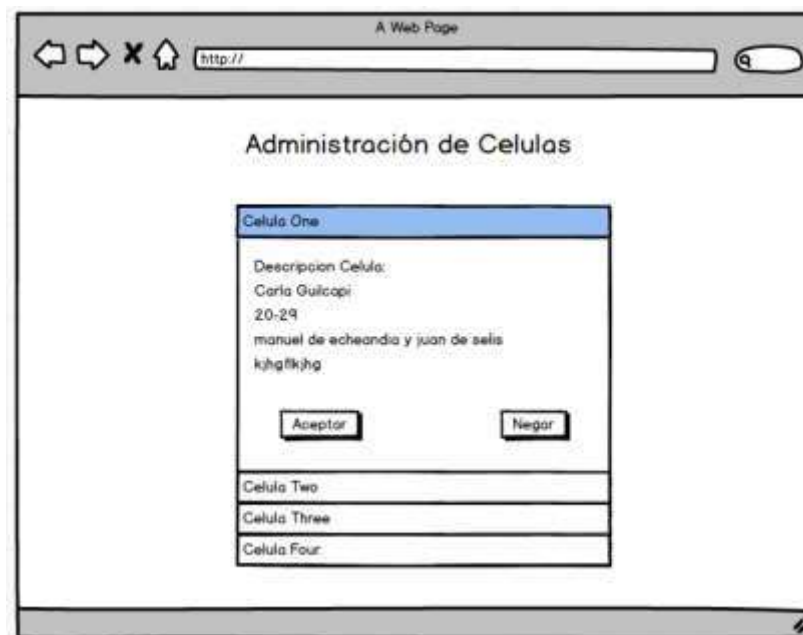 A Web Page
http://
Administración de Celulas
Celula One
Descripcion Celula:
Carla Guilcapi
20-29
manuel de echeandia y juan de selis
kjhgflkjhg
Aceptar Negar
Celula Two
Celula Three
Celula Four